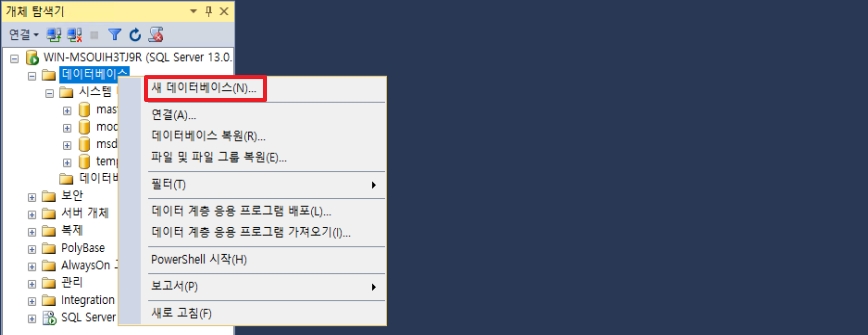 개체 탐색기
연결
WIN-MSOUIH3TJ9R (SQL Server 13.0.
데이터베이스
시스템
mas
mod
msd
temp
데이터
보안
서버 개체
복제
PolyBase
AlwaysOn
관리
Integration
SQL Server
새 데이터베이스(N)...
연결(A)...
데이터베이스 복원(R)...
파일 및 파일 그룹 복원(E)...
필터(T)
데이터 계층 응용 프로그램 배포(L)...
데이터 계층 응용 프로그램 가져오기(I)...
PowerShell 시작(H)
보고서(P)
새로 고침(F)